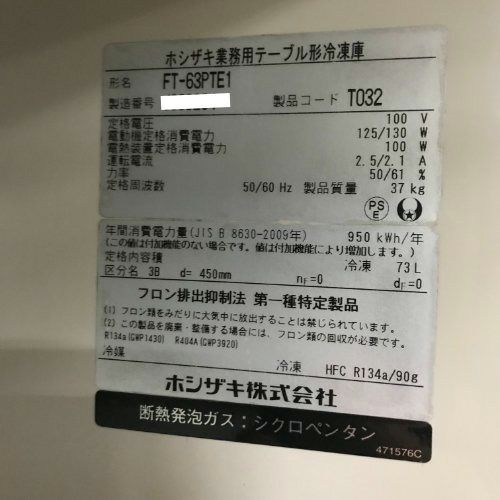 ホシザキ業務用テーブル形冷凍庫
形名 FT-63PTE1
製造番号 製品コード T032
定格電圧 100 V
電動機定格消費電力 125/130 W
電熱装置定格消費電力 100 W
運転電流 2.5/2.1 A
力率 50/61 %
定格周波数 50/60 Hz 製品質量 37 kg
PS E
年間消費電力量(JIS B 8630-2009年) 950 kWh/年
(この値は付加機能のない場合です。値は付加機能により増加します。)
定格内容積 冷凍 73 L
区分名 3B d= 450mm nF=0 dF=0
フロン排出抑制法 第一種特定製品
(1) フロン類をみだりに大気中に放出することは禁じられています。
(2) この製品を廃棄・整備する場合には、フロン類の回収が必要です。
R134a(GWP1430) R404A(GWP3920)
冷媒 冷凍 HFC R134a/90g
ホシザキ株式会社
断熱発泡ガス：シクロペンタン
471576C